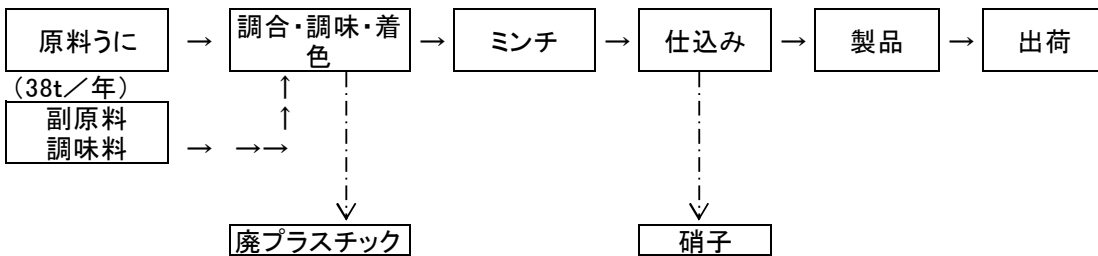 原料うに → 調合・調味・着色 → ミンチ → 仕込み → 製品 → 出荷
(38t/年) ↑
副原料 ↑
調味料 → →→
廃プラスチック 硝子